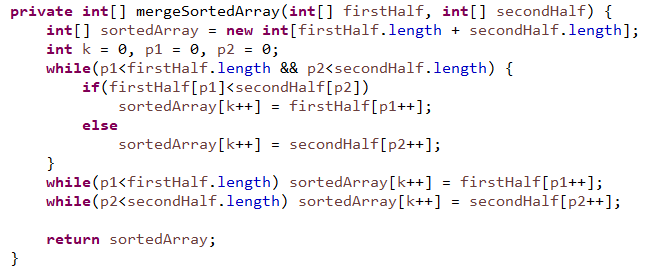 private int[] mergeSortedArray(int[] firstHalf, int[] secondHalf) {
    int[] sortedArray = new int[firstHalf.length + secondHalf.length];
    int k = 0, p1 = 0, p2 = 0;
    while(p1<firstHalf.length && p2<secondHalf.length) {
        if(firstHalf[p1]<secondHalf[p2])
            sortedArray[k++] = firstHalf[p1++];
        else
            sortedArray[k++] = secondHalf[p2++];
    }
    while(p1<firstHalf.length) sortedArray[k++] = firstHalf[p1++];
    while(p2<secondHalf.length) sortedArray[k++] = secondHalf[p2++];

    return sortedArray;
}